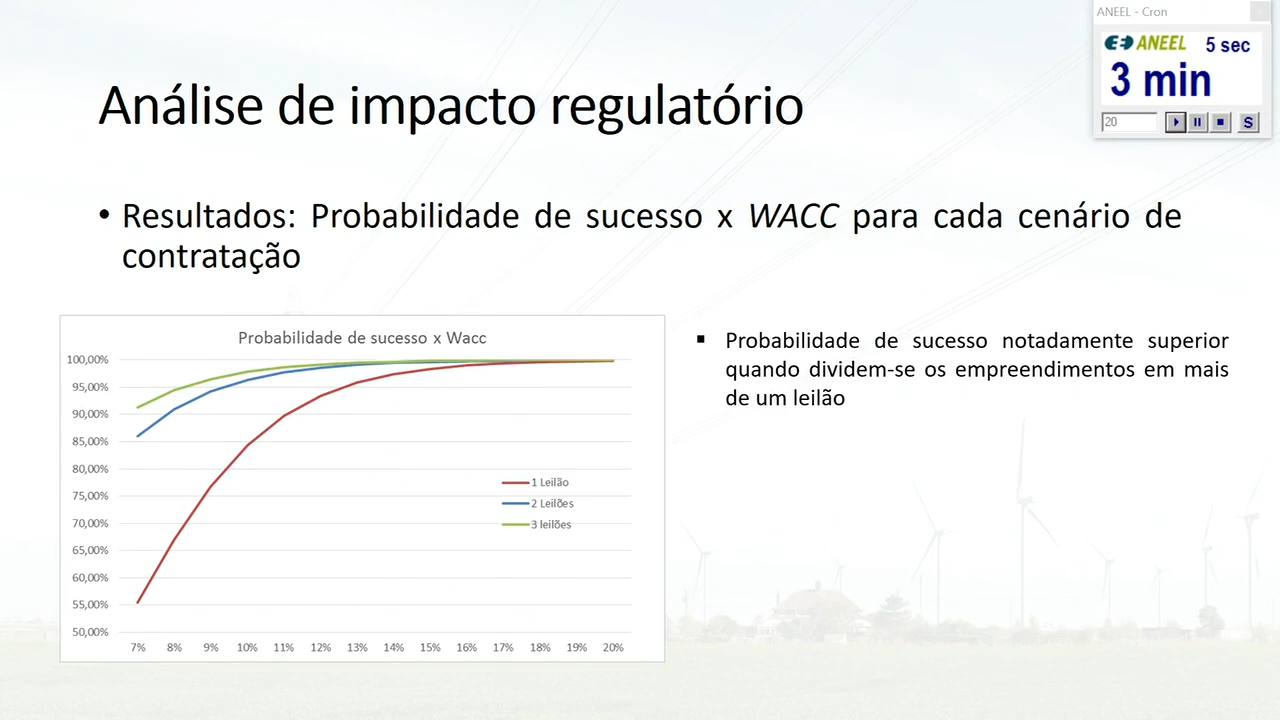 ANEEL - Cron
ANEEL 5 sec
3 min
20
S
Análise de impacto regulatório
• Resultados: Probabilidade de sucesso x WACC para cada cenário de
contratação
Probabilidade de sucesso x Wacc
100,00%
95,00%
90,00%
85,00%
80,00%
75,00%
70,00%
65,00%
60,00%
55,00%
50,00%
7% 8% 9% 10% 11% 12% 13% 14% 15% 16% 17% 18% 19% 20%
1 Leilão
2 Leilões
3 leilões
▪ Probabilidade de sucesso notadamente superior
quando dividem-se os empreendimentos em mais
de um leilão